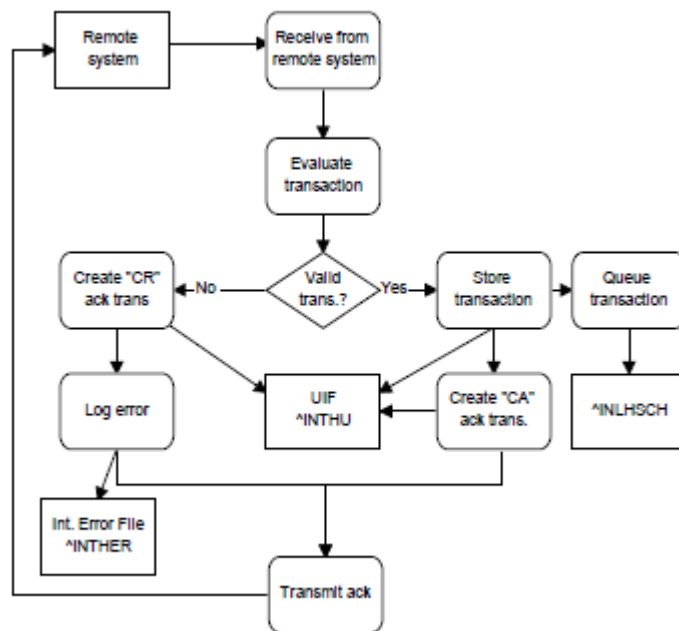 Remote
system
Receive from
remote system
Evaluate
transaction
Create "CR"
ack trans
No
Valid
trans.?
Yes
Store
transaction
Queue
transaction
Log error
UIF
^INTHU
Create "CA"
ack trans.
^INLHSCH
Int. Error File
^INTHER
Transmit ack